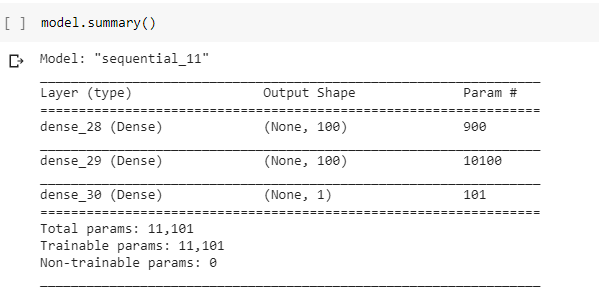 [ ] model.summary()
Model: "sequential_11"
_________________________________________________________________
Layer (type)                 Output Shape              Param #
=================================================================
dense_28 (Dense)             (None, 100)               900
_________________________________________________________________
dense_29 (Dense)             (None, 100)               10100
_________________________________________________________________
dense_30 (Dense)             (None, 1)                 101
=================================================================
Total params: 11,101
Trainable params: 11,101
Non-trainable params: 0
_________________________________________________________________